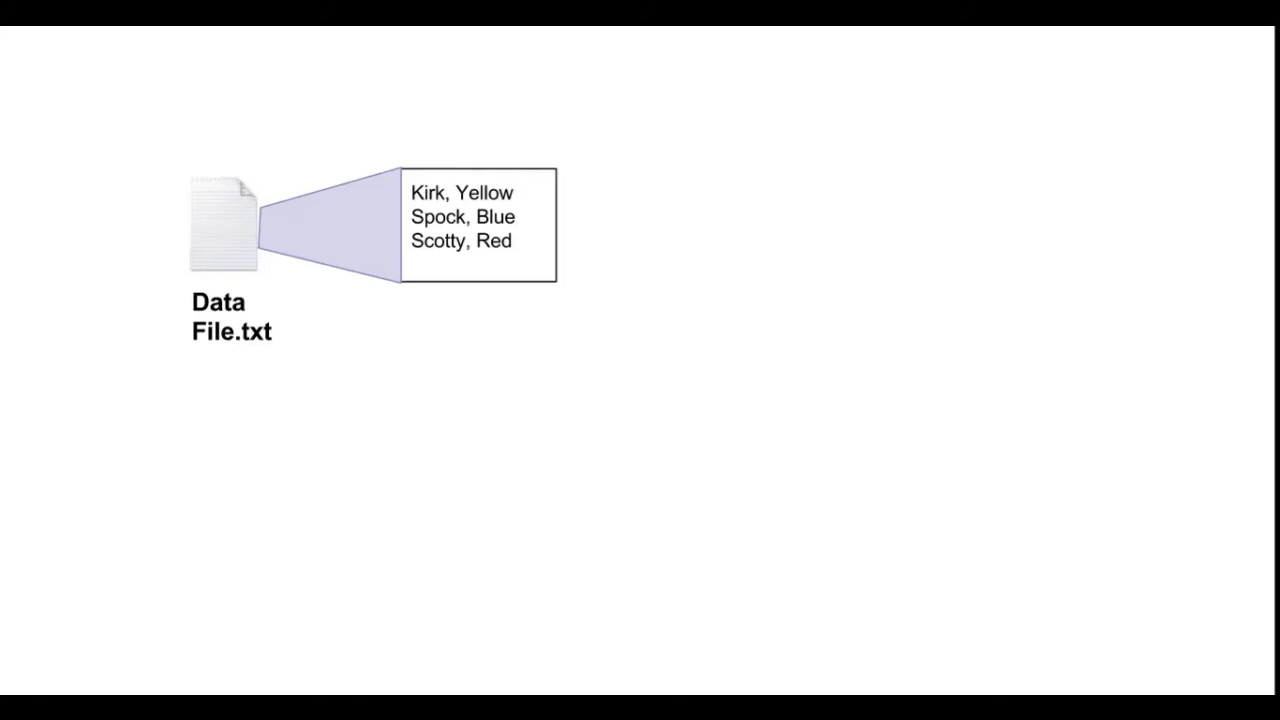 Kirk, Yellow
Spock, Blue
Scotty, Red
Data
File.txt